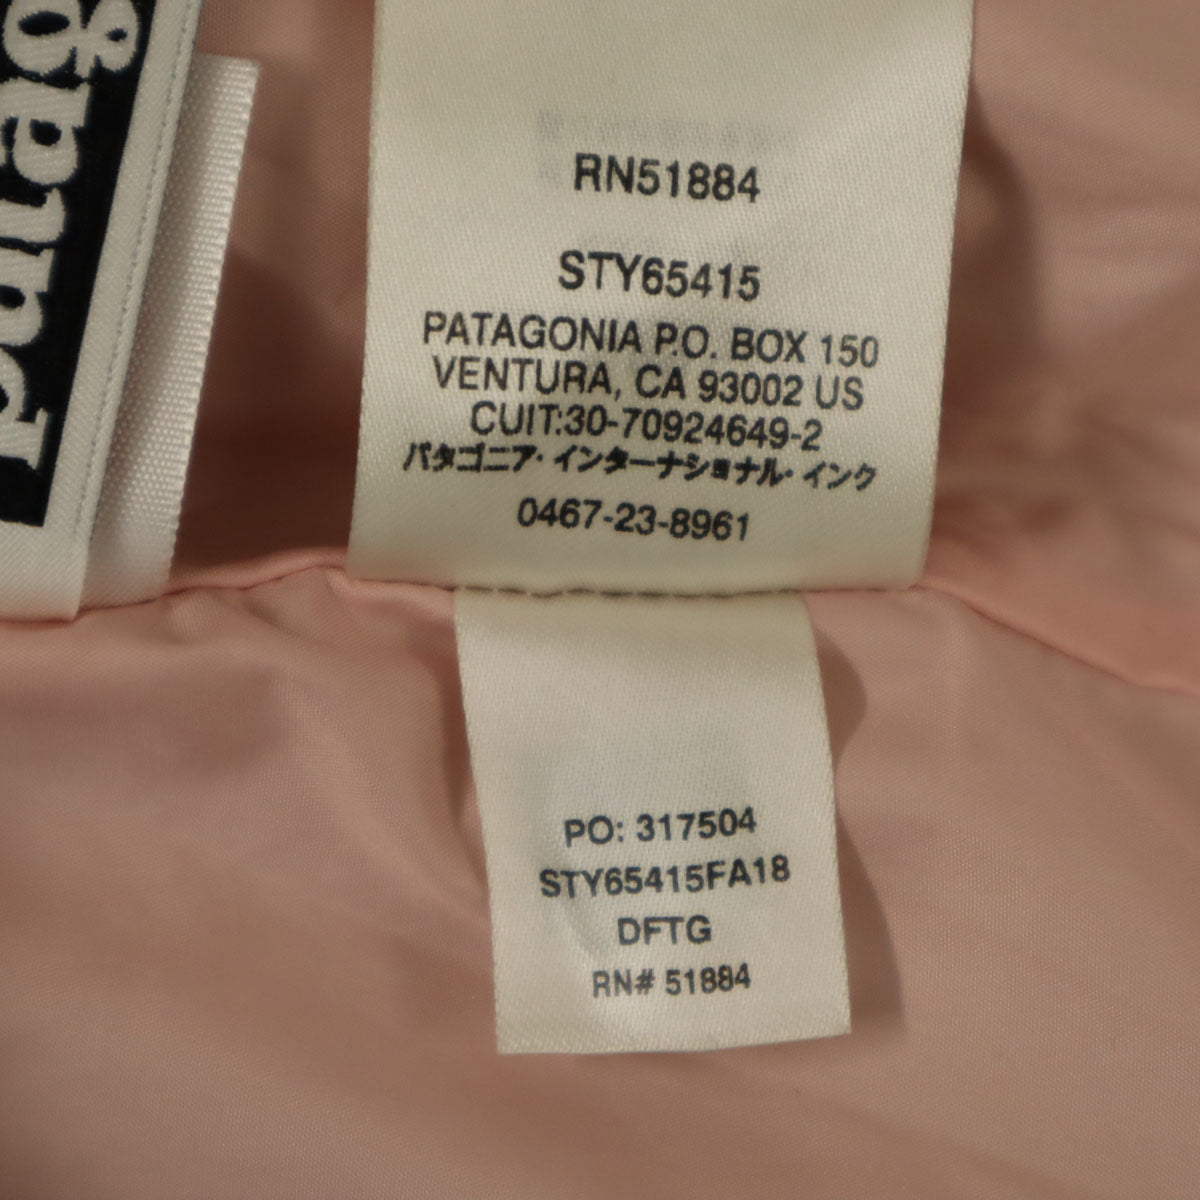 patag
RN51884
STY65415
PATAGONIA P.O. BOX 150
VENTURA, CA 93002 US
CUIT:30-70924649-2
パタゴニア・インターナショナル・インク
0467-23-8961
PO: 317504
STY65415FA18
DFTG
RN# 51884